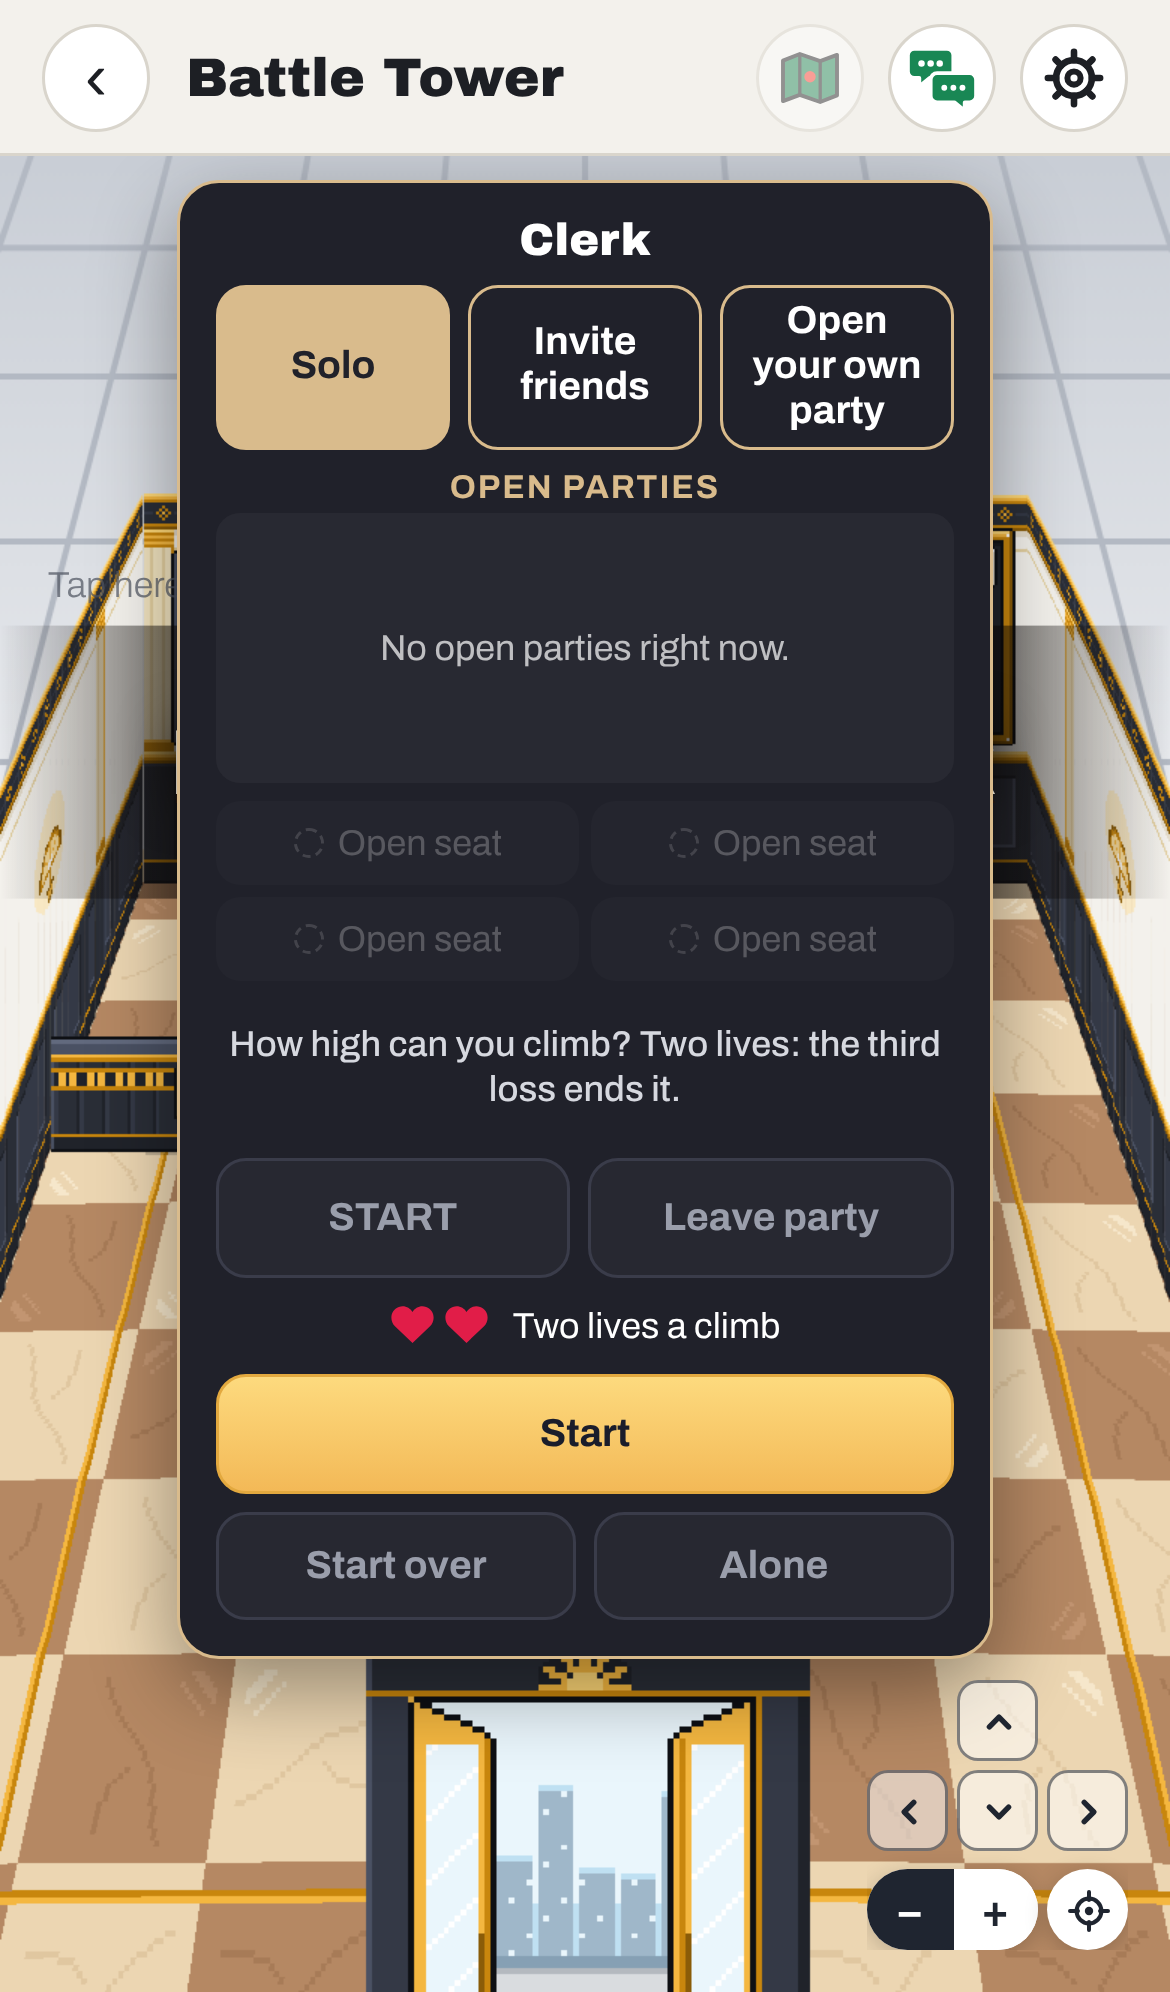 Battle Tower
Clerk
Solo
Invite
friends
Open
your own
party
OPEN PARTIES
Tap here
No open parties right now.
Open seat
Open seat
Open seat
Open seat
How high can you climb? Two lives: the third
loss ends it.
START
Leave party
Two lives a climb
Start
Start over
Alone